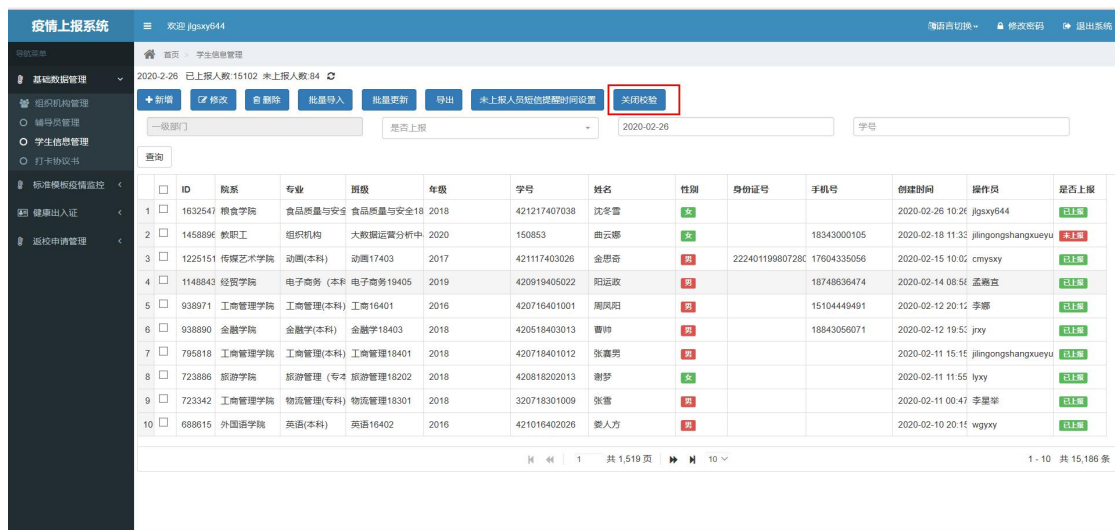 疫情上报系统 欢迎 jlgsxy644 语言切换 修改密码 退出系统
导航菜单 首页 > 学生信息管理
基础数据管理 2020-2-26 已上报人数:15102 未上报人数:84
组织机构管理 新增 修改 删除 批量导入 批量更新 导出 未上报人员短信提醒时间设置 关闭校验
辅导员管理 一级部门 是否上报 2020-02-26 学号
学生信息管理
打卡协议书 查询
标准模板疫情监控
健康出入证
返校申请管理
ID 院系 专业 班级 年级 学号 姓名 性别 身份证号 手机号 创建时间 操作员 是否上报
1 1632547 粮食学院 食品质量与安全 食品质量与安全18 2018 421217407038 沈冬雪 女 2020-02-26 10:26 jlgsxy644 已上报
2 1458896 教职工 组织机构 大数据运营分析中 2020 150853 曲云娜 女 18343000105 2020-02-18 11:33 jilingongshangxueyu 未上报
3 1225151 传媒艺术学院 动画(本科) 动画17403 2017 421117403026 金思奇 男 222401199807280 17604335056 2020-02-15 10:02 cmysxy 已上报
4 1148843 经贸学院 电子商务 (本科 电子商务19405 2019 420919405022 阳运政 男 18748636474 2020-02-14 08:58 孟嘉宜 已上报
5 938971 工商管理学院 工商管理(本科) 工商16401 2016 420716401001 周凤阳 男 15104449491 2020-02-12 20:12 李娜 已上报
6 938890 金融学院 金融学(本科) 金融学18403 2018 420518403013 曹帅 男 18843056071 2020-02-12 19:53 jrxy 已上报
7 795818 工商管理学院 工商管理(本科) 工商管理18401 2018 420718401012 张寨男 男 2020-02-11 15:15 jilingongshangxueyu 已上报
8 723886 旅游学院 旅游管理 (专本 旅游管理18202 2018 420818202013 谢梦 女 2020-02-11 11:55 lyxy 已上报
9 723342 工商管理学院 物流管理(专科) 物流管理18301 2018 320718301009 张雪 男 2020-02-11 00:47 李星举 已上报
10 688615 外国语学院 英语(本科) 英语16402 2016 421016402026 娄人方 男 2020-02-10 20:15 wgyxy 已上报
1 共 1,519 页 10 1 - 10 共 15,186 条